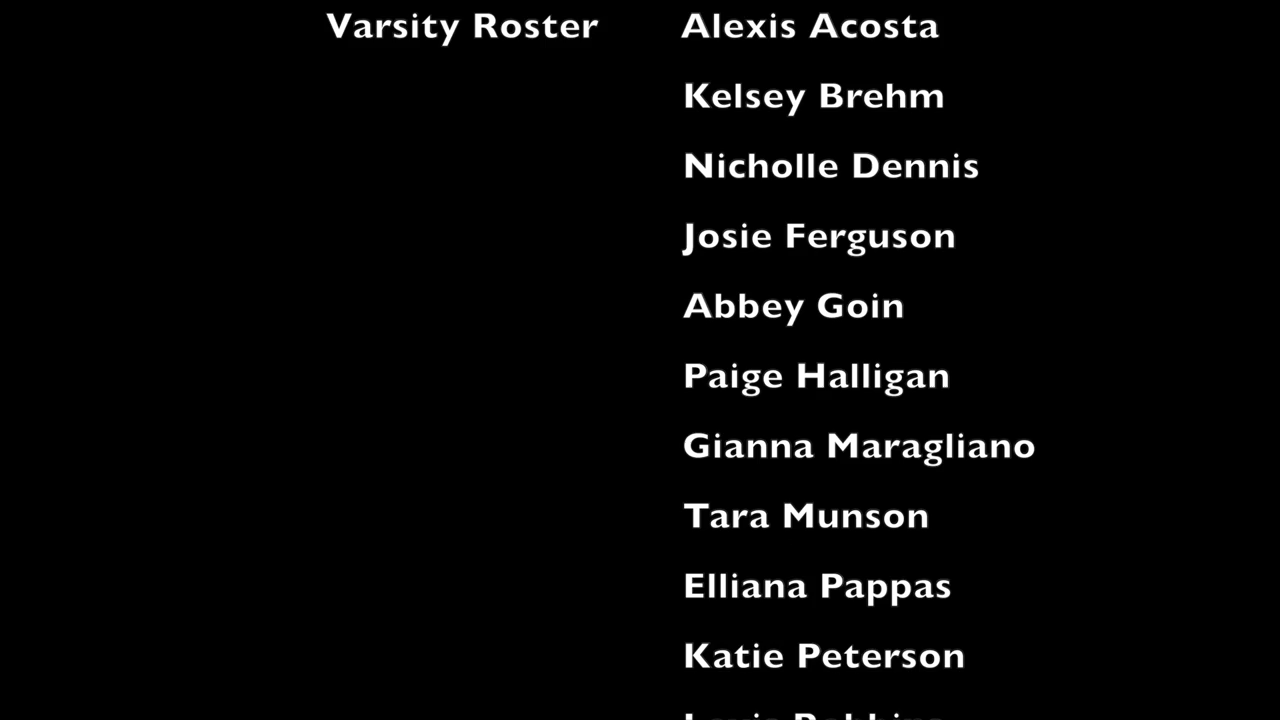 Varsity Roster Alexis Acosta
Kelsey Brehm
Nicholle Dennis
Josie Ferguson
Abbey Goin
Paige Halligan
Gianna Maragliano
Tara Munson
Elliana Pappas
Katie Peterson